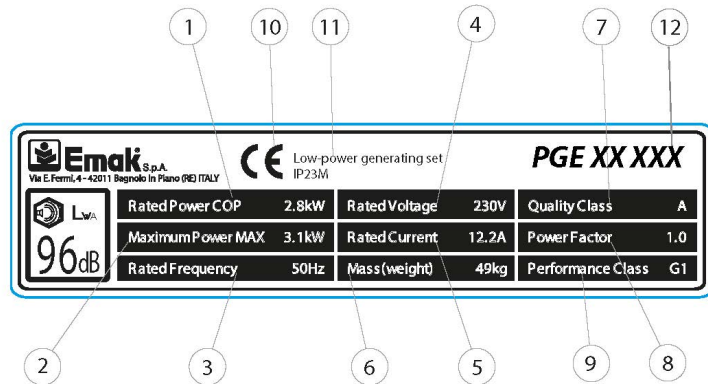 1 10 11 4 7 12
Emak S.p.A.
Via E. Fermi, 4 - 42011 Bagnolo in Piano (RE) ITALY
CE
Low-power generating set
IP23M
PGE XX XXX
LWA
96dB
Rated Power COP 2.8kW Rated Voltage 230V Quality Class A
Maximum Power MAX 3.1kW Rated Current 12.2A Power Factor 1.0
Rated Frequency 50Hz Mass(weight) 49kg Performance Class G1
2 3 6 5 9 8